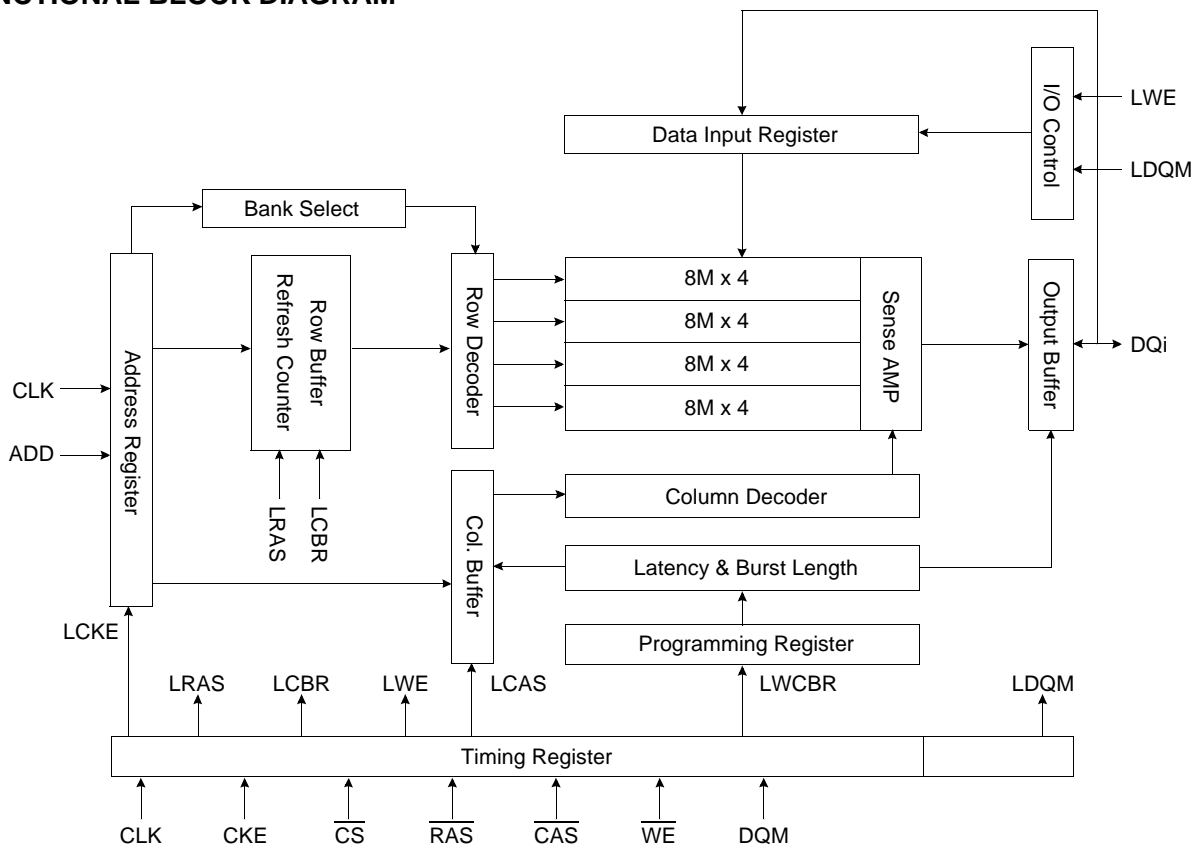 FUNCTIONAL BLOCK DIAGRAM
LWE
I/O Control
Data Input Register
LDQM
Bank Select
8M x 4
8M x 4
8M x 4
8M x 4
Sense AMP
Output Buffer
DQi
Row Buffer
Refresh Counter
Row Decoder
Address Register
CLK
ADD
LRAS
LCBR
Col. Buffer
Column Decoder
Latency & Burst Length
LCKE
Programming Register
LRAS
LCBR
LWE
LCAS
LWCBR
LDQM
Timing Register
CLK
CKE
CS
RAS
CAS
WE
DQM